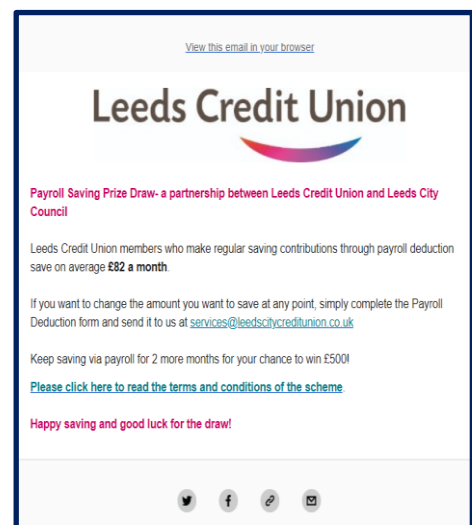 View this email in your browser
Leeds Credit Union
Payroll Saving Prize Draw- a partnership between Leeds Credit Union and Leeds City
Council
Leeds Credit Union members who make regular saving contributions through payroll deduction
save on average £82 a month.
If you want to change the amount you want to save at any point, simply complete the Payroll
Deduction form and send it to us at services@leedscitycreditunion.co.uk
Keep saving via payroll for 2 more months for your chance to win £500!
Please click here to read the terms and conditions of the scheme.
Happy saving and good luck for the draw!